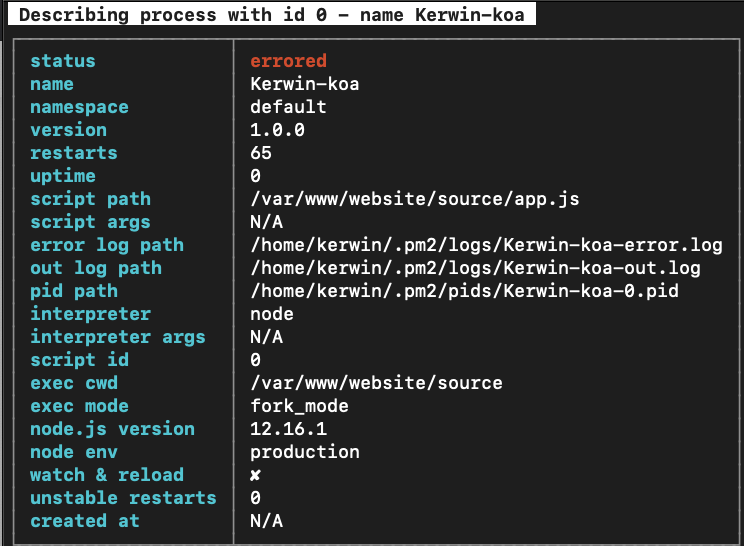 Describing process with id 0 - name Kerwin-koa
status errored
name Kerwin-koa
namespace default
version 1.0.0
restarts 65
uptime 0
script path /var/www/website/source/app.js
script args N/A
error log path /home/kerwin/.pm2/logs/Kerwin-koa-error.log
out log path /home/kerwin/.pm2/logs/Kerwin-koa-out.log
pid path /home/kerwin/.pm2/pids/Kerwin-koa-0.pid
interpreter node
interpreter args N/A
script id 0
exec cwd /var/www/website/source
exec mode fork_mode
node.js version 12.16.1
node env production
watch & reload ✘
unstable restarts 0
created at N/A